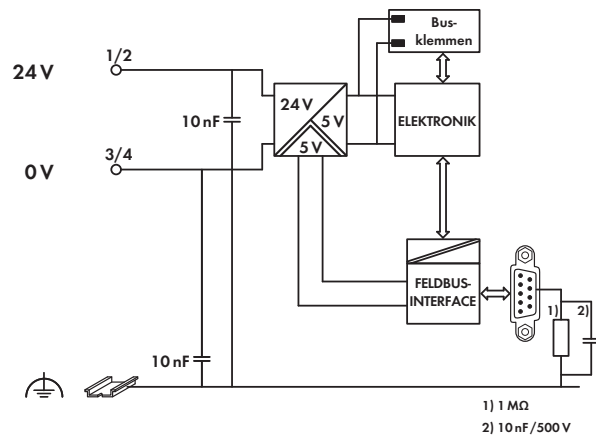 Bus-
klemmen
1/2
24 V
24 V
10 nF
5 V
ELEKTRONIK
5 V
3/4
0 V
FELDBUS-
INTERFACE
1)
2)
10 nF
1) 1 MΩ
2) 10 nF/500 V